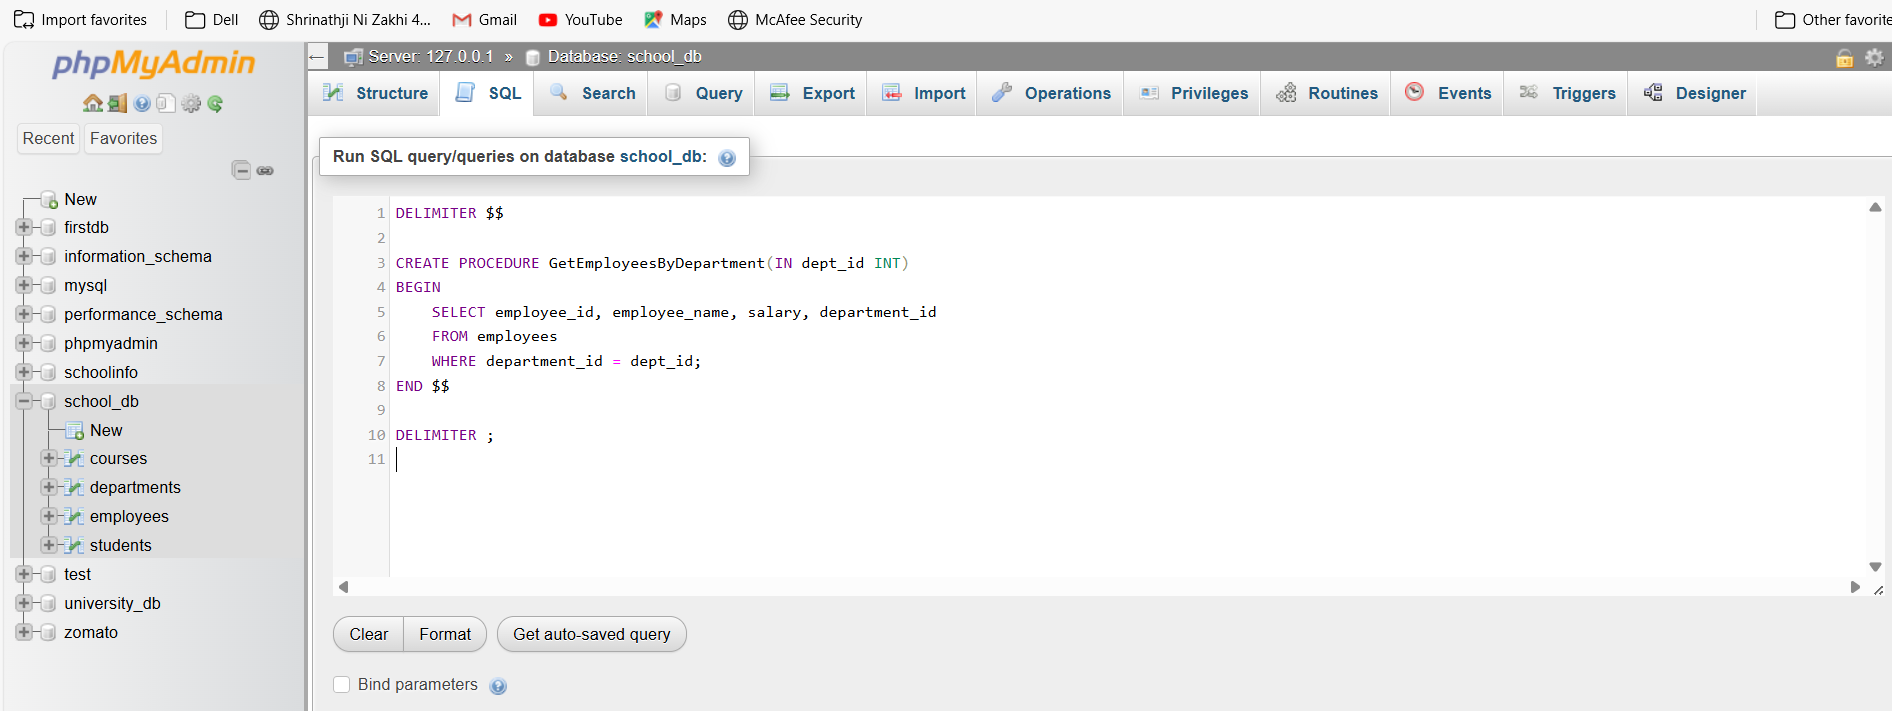 Import favorites
Dell
Shrinathji Ni Zakhi 4...
Gmail
YouTube
Maps
McAfee Security
Other favorite
phpMyAdmin
Recent
Favorites
New
firstdb
information_schema
mysql
performance_schema
phpmyadmin
schoolinfo
school_db
New
courses
departments
employees
students
test
university_db
zomato
Server: 127.0.0.1 » Database: school_db
Structure
SQL
Search
Query
Export
Import
Operations
Privileges
Routines
Events
Triggers
Designer
Run SQL query/queries on database school_db:
1 DELIMITER $$
2
3 CREATE PROCEDURE GetEmployeesByDepartment(IN dept_id INT)
4 BEGIN
5 SELECT employee_id, employee_name, salary, department_id
6 FROM employees
7 WHERE department_id = dept_id;
8 END $$
9
10 DELIMITER ;
11
Clear
Format
Get auto-saved query
Bind parameters